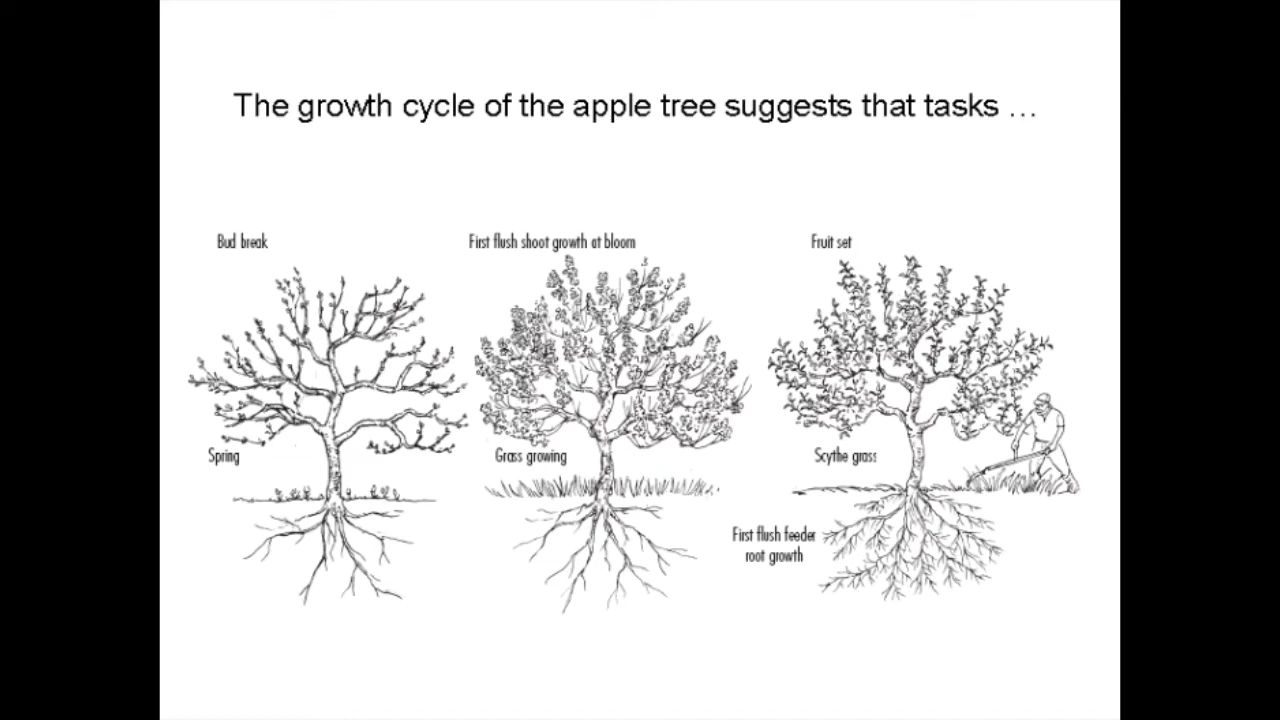 The growth cycle of the apple tree suggests that tasks ...
Bud break
First flush shoot growth at bloom
Fruit set
Spring
Grass growing
Scythe grass
First flush feeder
root growth